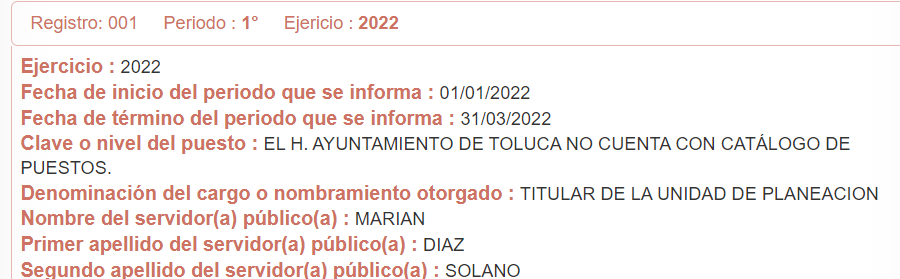 Registro: 001 Periodo : 1° Ejericio : 2022
Ejercicio : 2022
Fecha de inicio del periodo que se informa : 01/01/2022
Fecha de término del periodo que se informa : 31/03/2022
Clave o nivel del puesto : EL H. AYUNTAMIENTO DE TOLUCA NO CUENTA CON CATÁLOGO DE
PUESTOS.
Denominación del cargo o nombramiento otorgado : TITULAR DE LA UNIDAD DE PLANEACION
Nombre del servidor(a) público(a) : MARIAN
Primer apellido del servidor(a) público(a) : DIAZ
Segundo apellido del servidor(a) público(a) : SOLANO